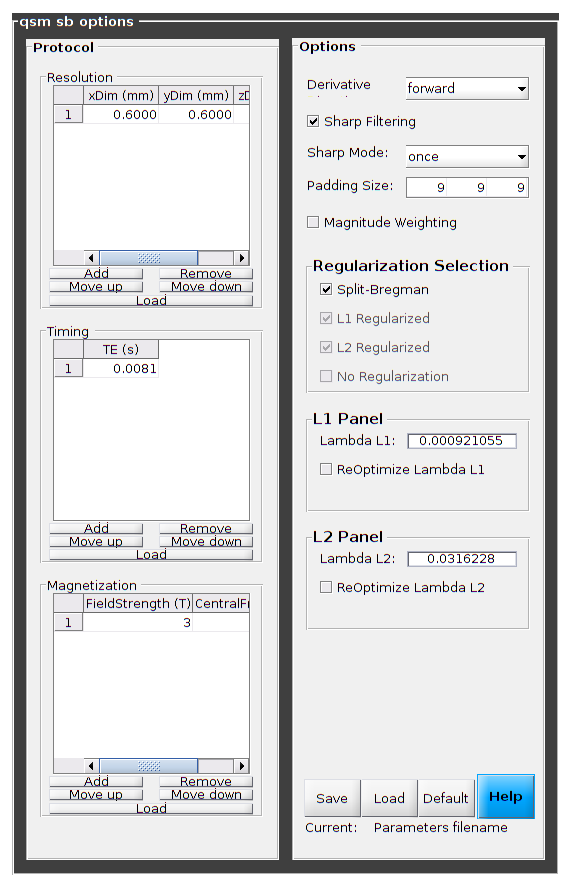 qsm sb options
Protocol
Resolution
xDim (mm) yDim (mm)
1 0.6000 0.6000
Add Remove
Move up Move down
Load
Timing
TE (s)
1 0.0081
Add Remove
Move up Move down
Load
Magnetization
FieldStrength (T)
1 3
Add Remove
Move up Move down
Load
Options
Derivative forward
Sharp Filtering
Sharp Mode: once
Padding Size: 9 9 9
Magnitude Weighting
Regularization Selection
Split-Bregman
L1 Regularized
L2 Regularized
No Regularization
L1 Panel
Lambda L1: 0.000921055
ReOptimize Lambda L1
L2 Panel
Lambda L2: 0.0316228
ReOptimize Lambda L2
Save Load Default Help
Current: Parameters filename